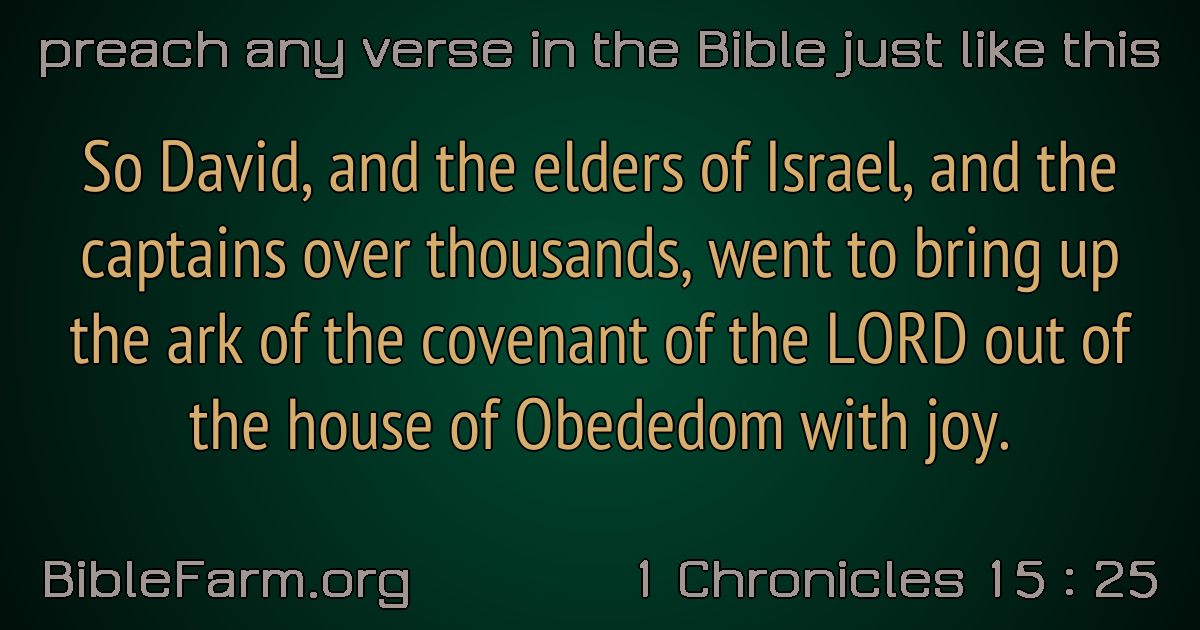 preach any verse in the Bible just like this
So David, and the elders of Israel, and the
captains over thousands, went to bring up
the ark of the covenant of the LORD out of
the house of Obededom with joy.
BibleFarm.org
1 Chronicles 15 : 25